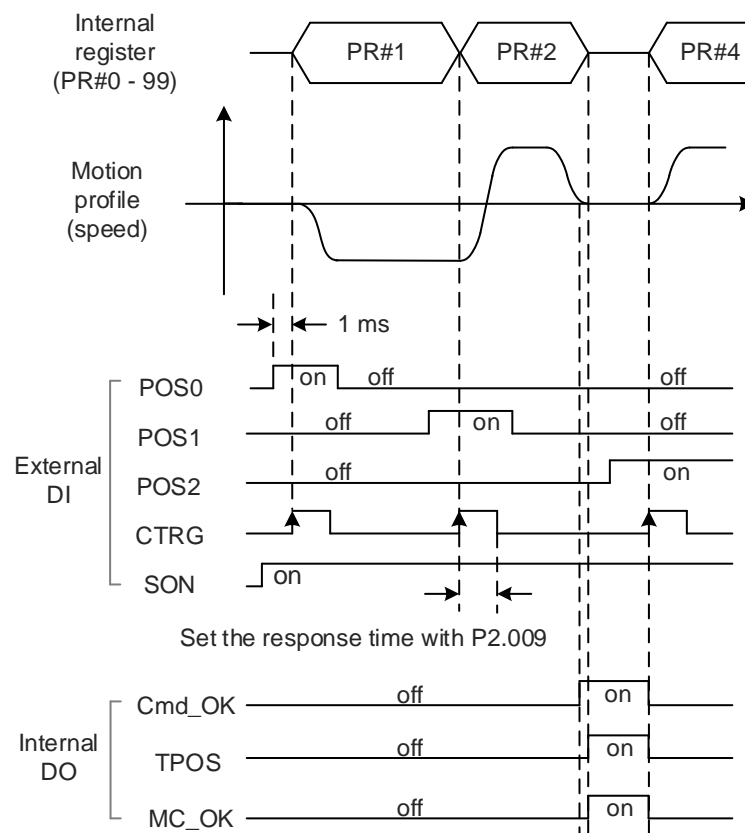 Internal
register
(PR#0 - 99)
PR#1
PR#2
PR#4
Motion
profile
(speed)
1 ms
POS0
on
off
off
POS1
off
on
off
External
DI
POS2
off
on
CTRG
SON
on
Set the response time with P2.009
Cmd_OK
off
on
Internal
DO
TPOS
off
on
MC_OK
off
on